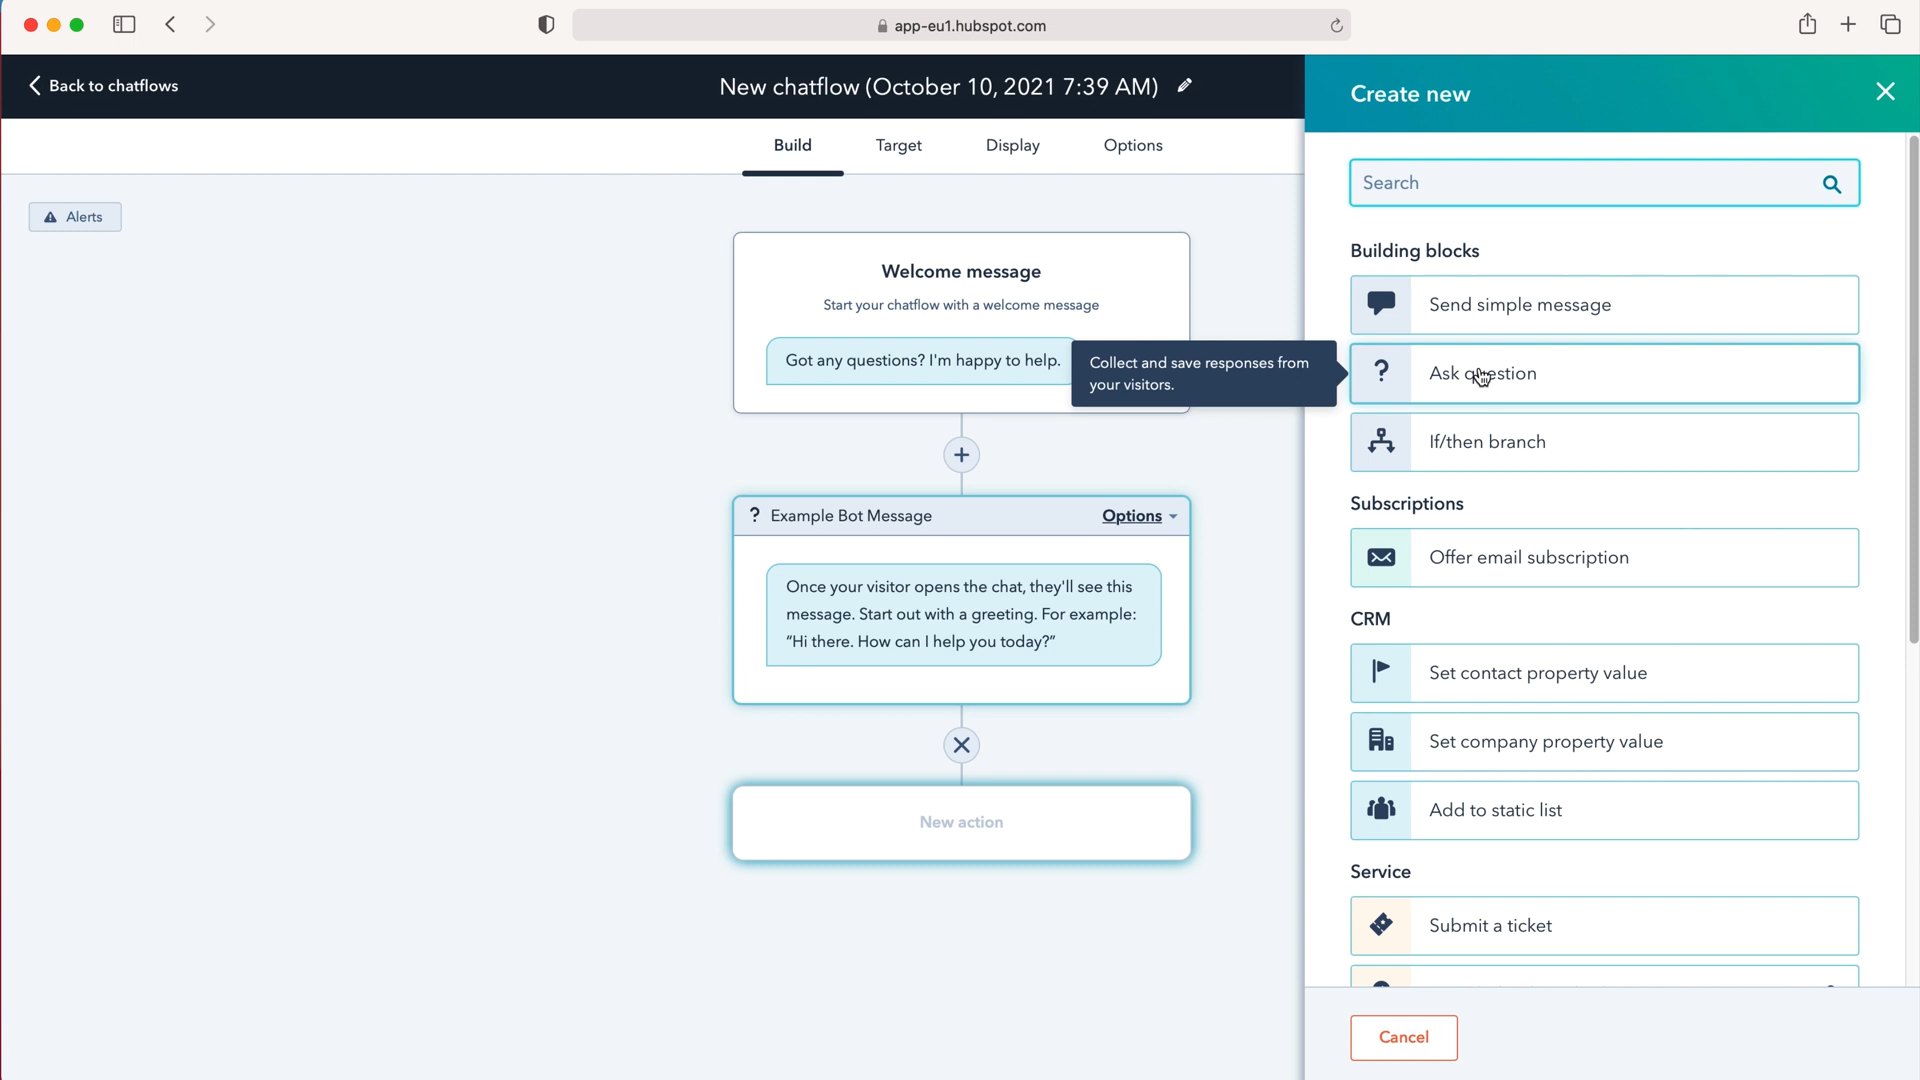 app-eu1.hubspot.com
Back to chatflows
New chatflow (October 10, 2021 7:39 AM)
Build
Target
Display
Options
Alerts
Welcome message
Start your chatflow with a welcome message
Got any questions? I'm happy to help.
Collect and save responses from
your visitors.
? Example Bot Message
Options
Once your visitor opens the chat, they'll see this
message. Start out with a greeting. For example:
“Hi there. How can I help you today?”
New action
Create new
Search
Building blocks
Send simple message
? Ask question
If/then branch
Subscriptions
Offer email subscription
CRM
Set contact property value
Set company property value
Add to static list
Service
Submit a ticket
Cancel